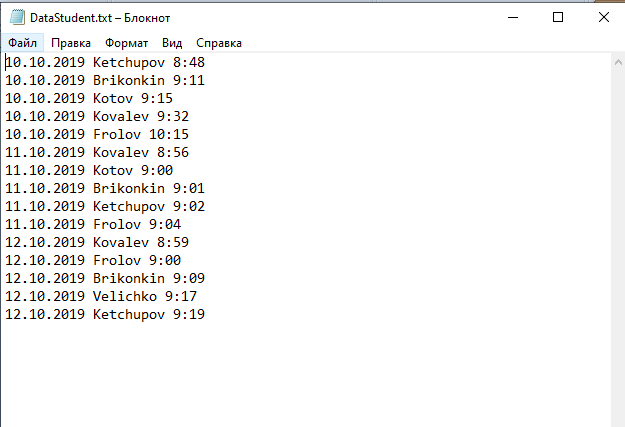 DataStudent.txt – Блокнот
Файл Правка Формат Вид Справка
10.10.2019 Ketchupov 8:48
10.10.2019 Brikonkin 9:11
10.10.2019 Kotov 9:15
10.10.2019 Kovalev 9:32
10.10.2019 Frolov 10:15
11.10.2019 Kovalev 8:56
11.10.2019 Kotov 9:00
11.10.2019 Brikonkin 9:01
11.10.2019 Ketchupov 9:02
11.10.2019 Frolov 9:04
12.10.2019 Kovalev 8:59
12.10.2019 Frolov 9:00
12.10.2019 Brikonkin 9:09
12.10.2019 Velichko 9:17
12.10.2019 Ketchupov 9:19